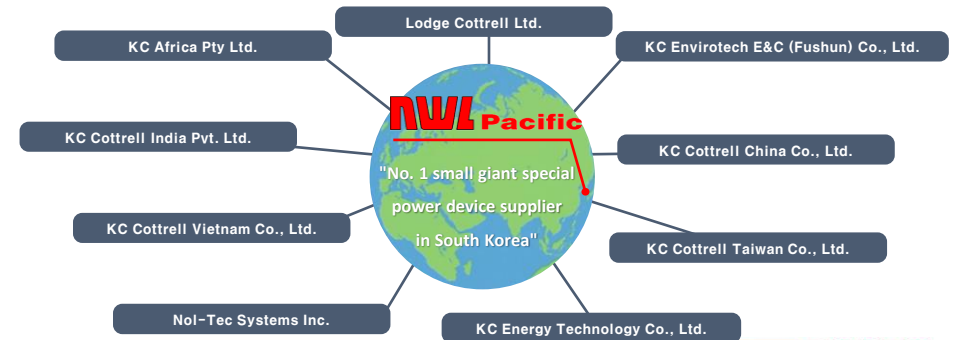 Lodge Cottrell Ltd.
KC Africa Pty Ltd.
KC Envirotech E&C (Fushun) Co., Ltd.
NWL Pacific
KC Cottrell India Pvt. Ltd.
KC Cottrell China Co., Ltd.
"No. 1 small giant special
power device supplier
in South Korea"
KC Cottrell Vietnam Co., Ltd.
KC Cottrell Taiwan Co., Ltd.
Nol-Tec Systems Inc.
KC Energy Technology Co., Ltd.